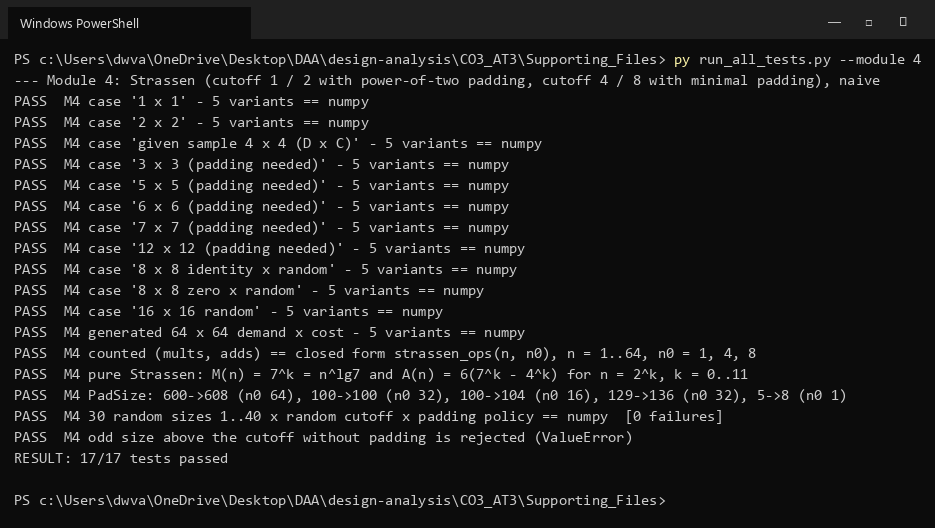 Windows PowerShell
PS c:\Users\dwva\OneDrive\Desktop\DAA\design-analysis\CO3_AT3\Supporting_Files> py run_all_tests.py --module 4
--- Module 4: Strassen (cutoff 1 / 2 with power-of-two padding, cutoff 4 / 8 with minimal padding), naive
PASS  M4 case '1 x 1' - 5 variants == numpy
PASS  M4 case '2 x 2' - 5 variants == numpy
PASS  M4 case 'given sample 4 x 4 (D x C)' - 5 variants == numpy
PASS  M4 case '3 x 3 (padding needed)' - 5 variants == numpy
PASS  M4 case '5 x 5 (padding needed)' - 5 variants == numpy
PASS  M4 case '6 x 6 (padding needed)' - 5 variants == numpy
PASS  M4 case '7 x 7 (padding needed)' - 5 variants == numpy
PASS  M4 case '12 x 12 (padding needed)' - 5 variants == numpy
PASS  M4 case '8 x 8 identity x random' - 5 variants == numpy
PASS  M4 case '8 x 8 zero x random' - 5 variants == numpy
PASS  M4 case '16 x 16 random' - 5 variants == numpy
PASS  M4 generated 64 x 64 demand x cost - 5 variants == numpy
PASS  M4 counted (mults, adds) == closed form strassen_ops(n, n0), n = 1..64, n0 = 1, 4, 8
PASS  M4 pure Strassen: M(n) = 7^k = n^lg7 and A(n) = 6(7^k - 4^k) for n = 2^k, k = 0..11
PASS  M4 PadSize: 600->608 (n0 64), 100->100 (n0 32), 100->104 (n0 16), 129->136 (n0 32), 5->8 (n0 1)
PASS  M4 30 random sizes 1..40 x random cutoff x padding policy == numpy  [0 failures]
PASS  M4 odd size above the cutoff without padding is rejected (ValueError)
RESULT: 17/17 tests passed
PS c:\Users\dwva\OneDrive\Desktop\DAA\design-analysis\CO3_AT3\Supporting_Files>